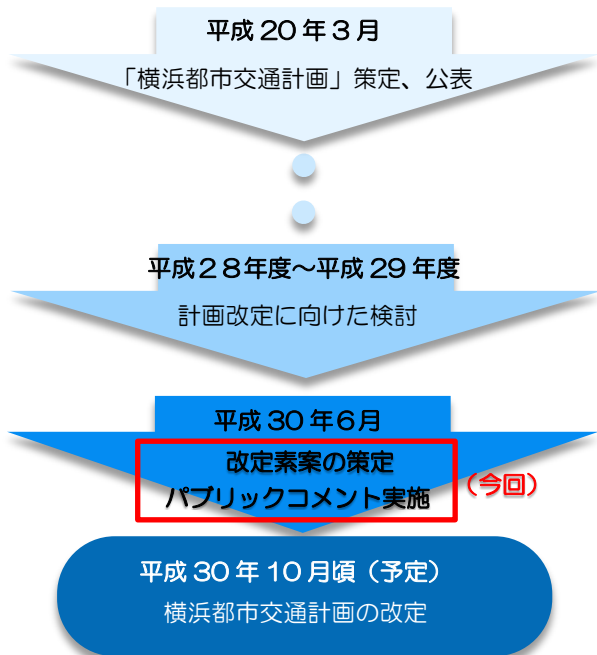 平成20年3月
「横浜都市交通計画」策定、公表
平成28年度～平成29年度
計画改定に向けた検討
平成30年6月
改定素案の策定
パブリックコメント実施
（今回）
平成30年10月頃（予定）
横浜都市交通計画の改定